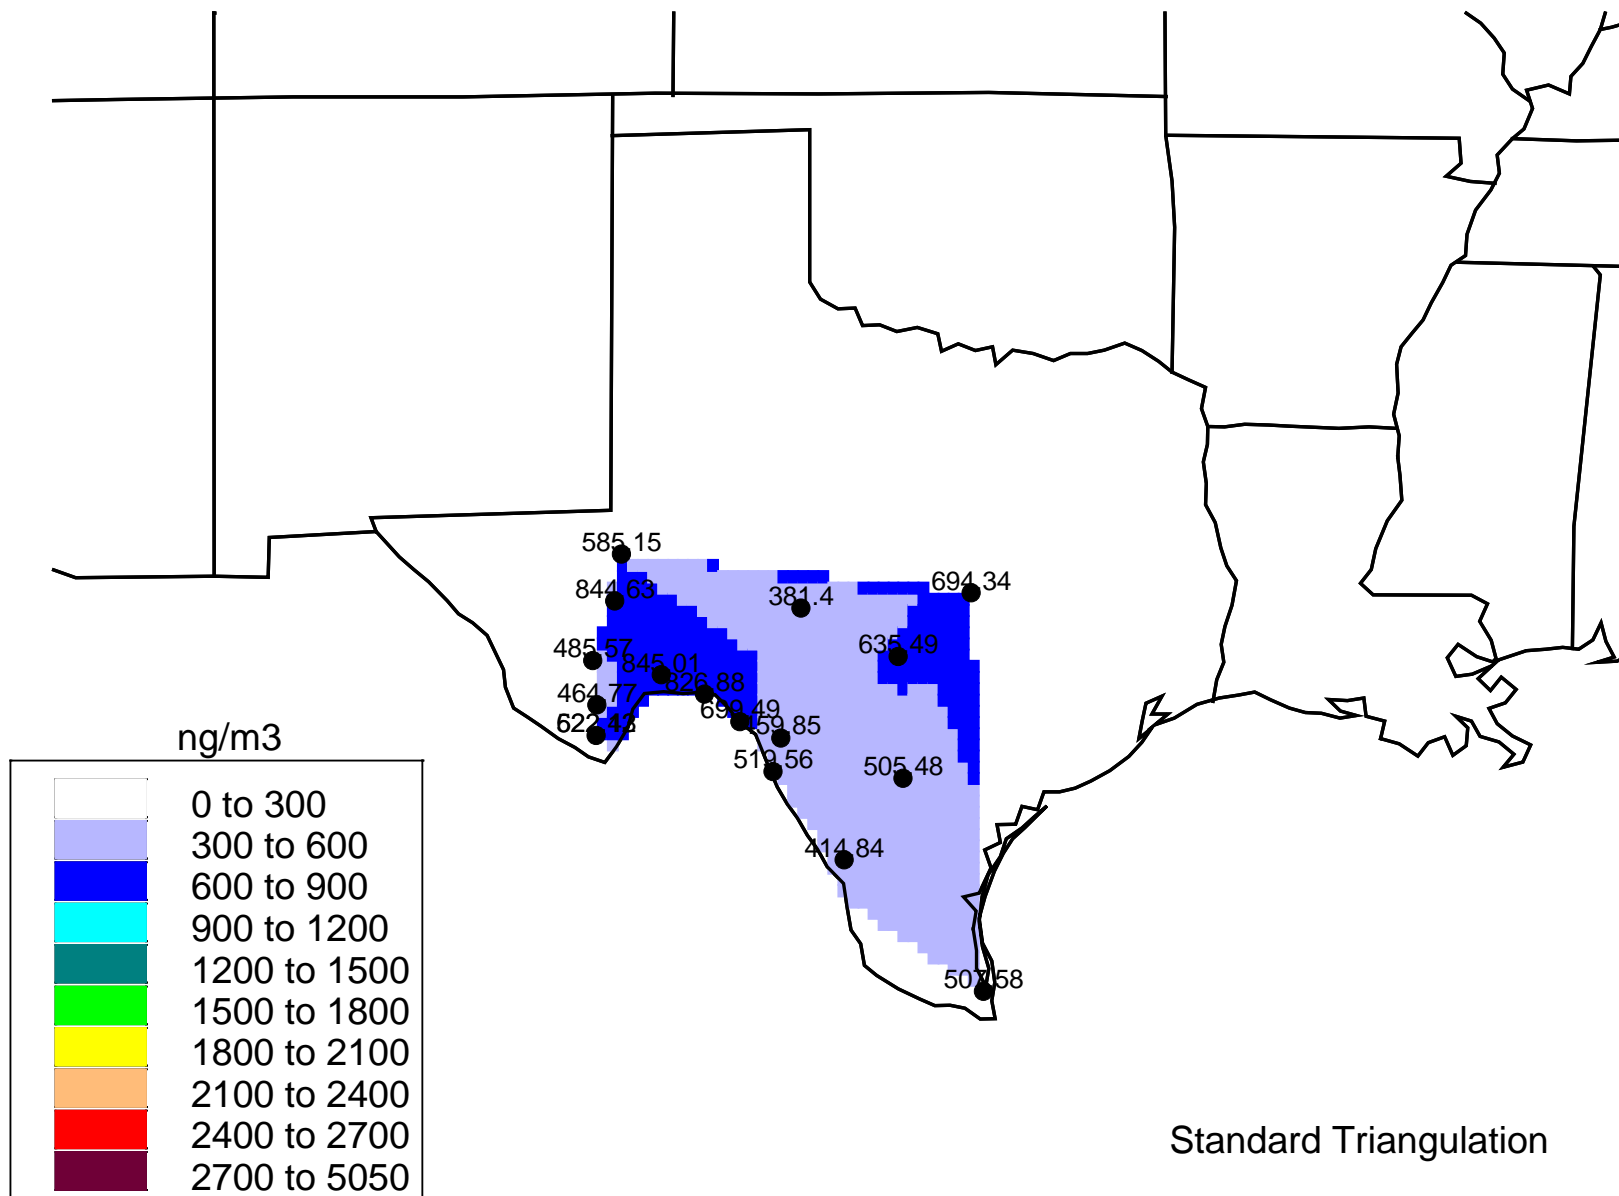 585.15
844.63
381.4
694.34
485.57
635.49
845.01
826.88
464.77
699.49
159.85
519.56
505.48
414.84
507.58
ng/m3
0 to 300
300 to 600
600 to 900
900 to 1200
1200 to 1500
1500 to 1800
1800 to 2100
2100 to 2400
2400 to 2700
2700 to 5050
Standard Triangulation